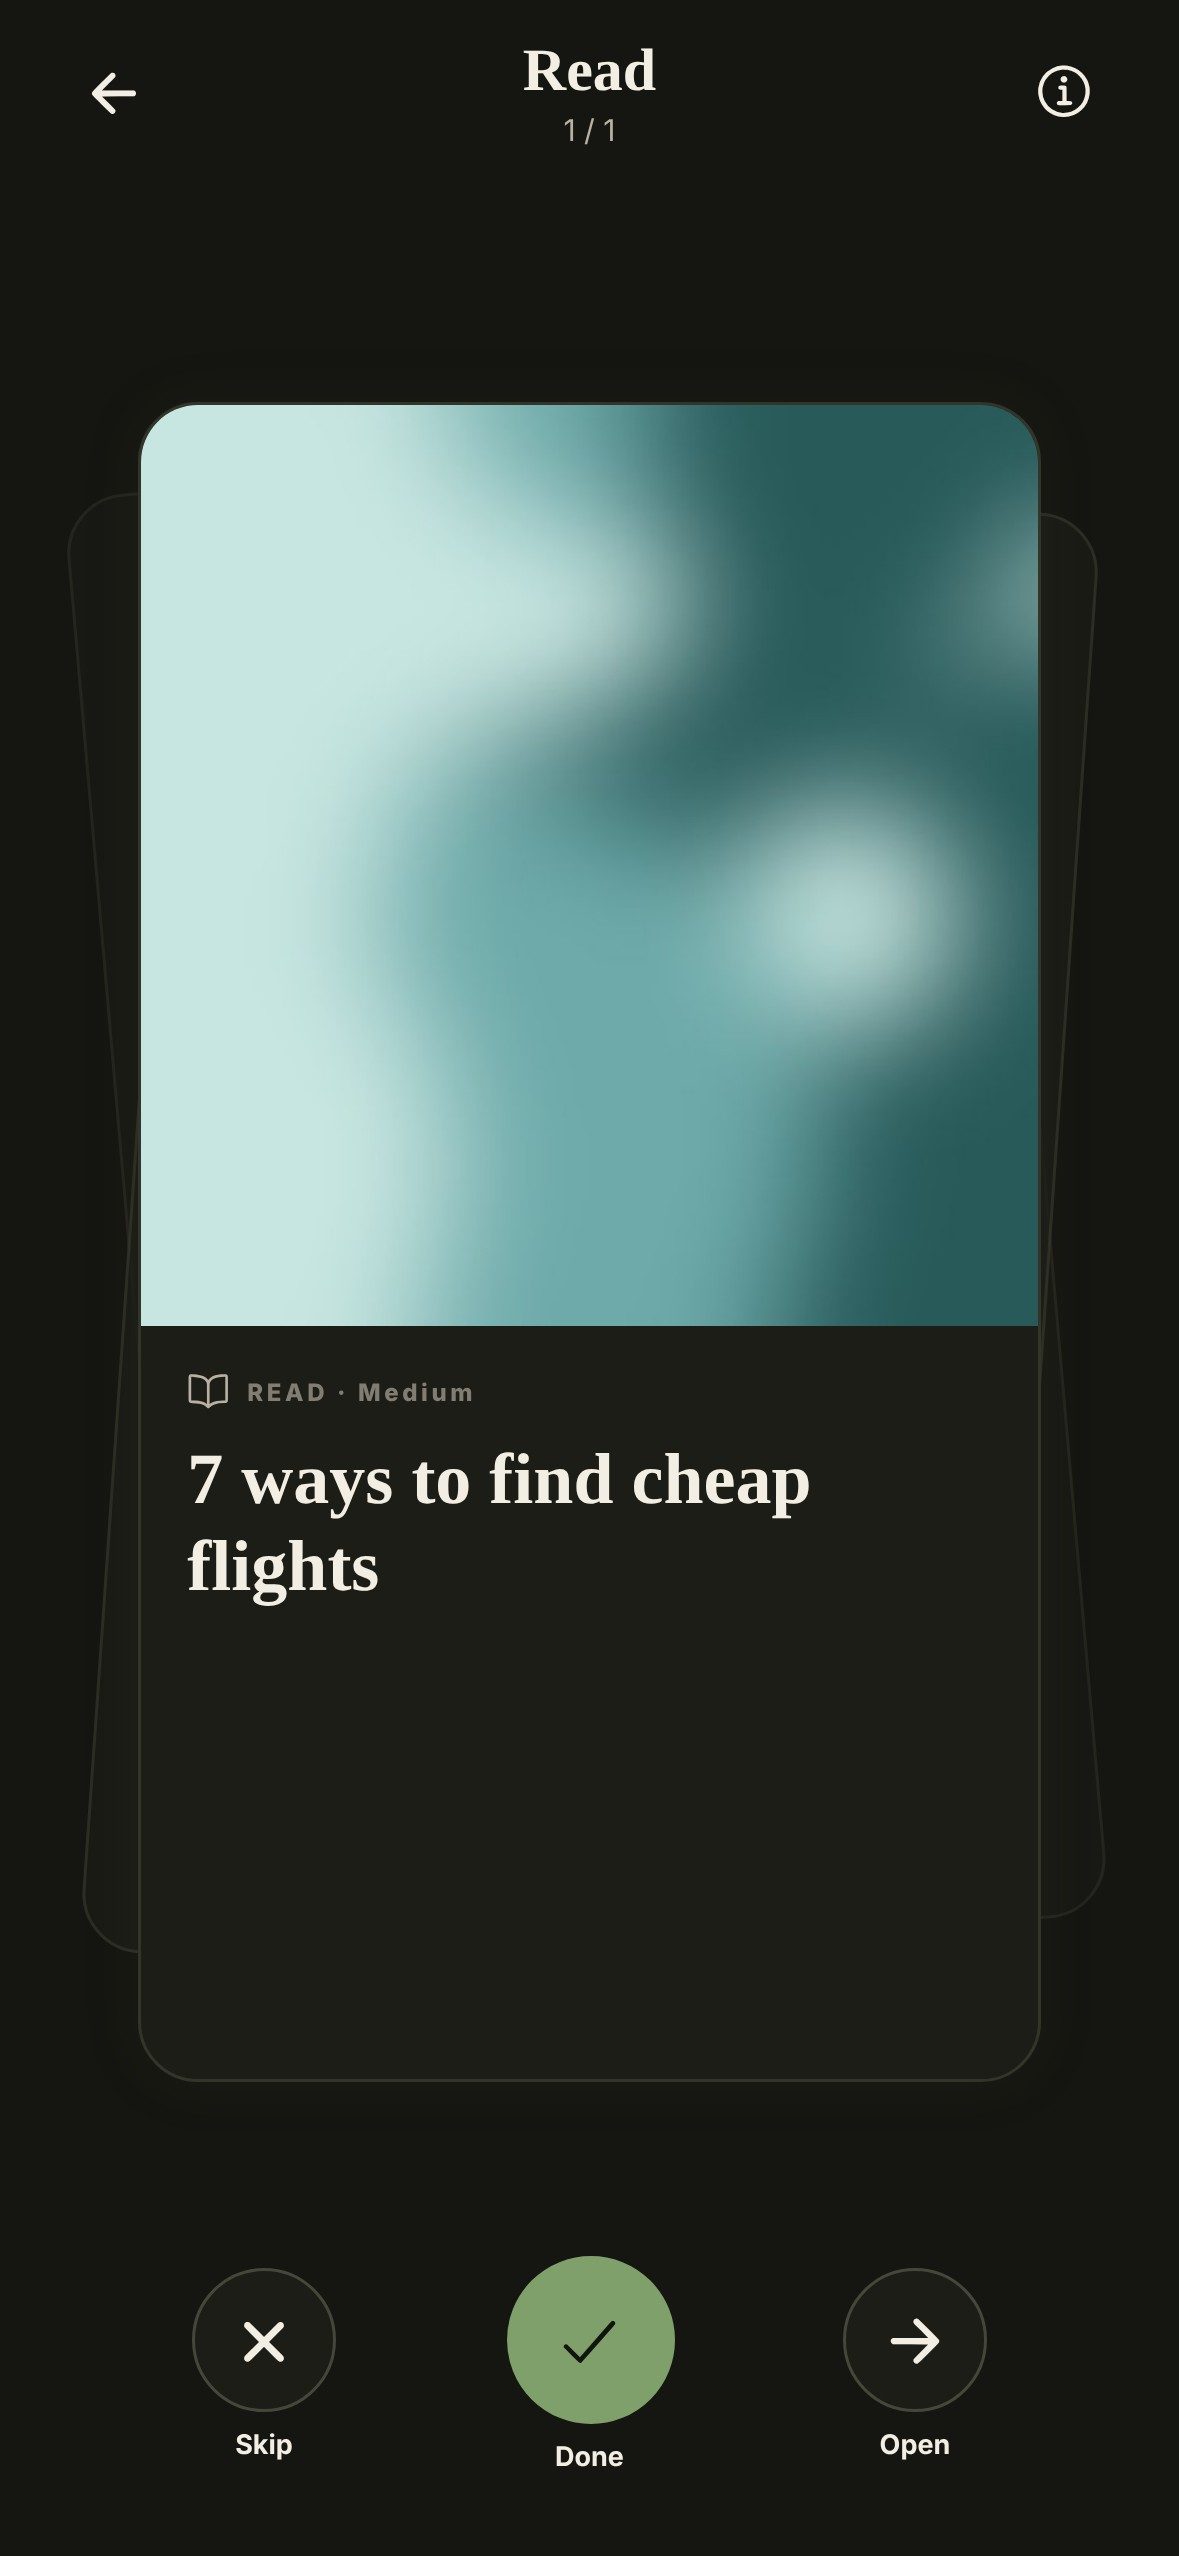 Read
1 / 1
READ · Medium
7 ways to find cheap
flights
Skip
Done
Open